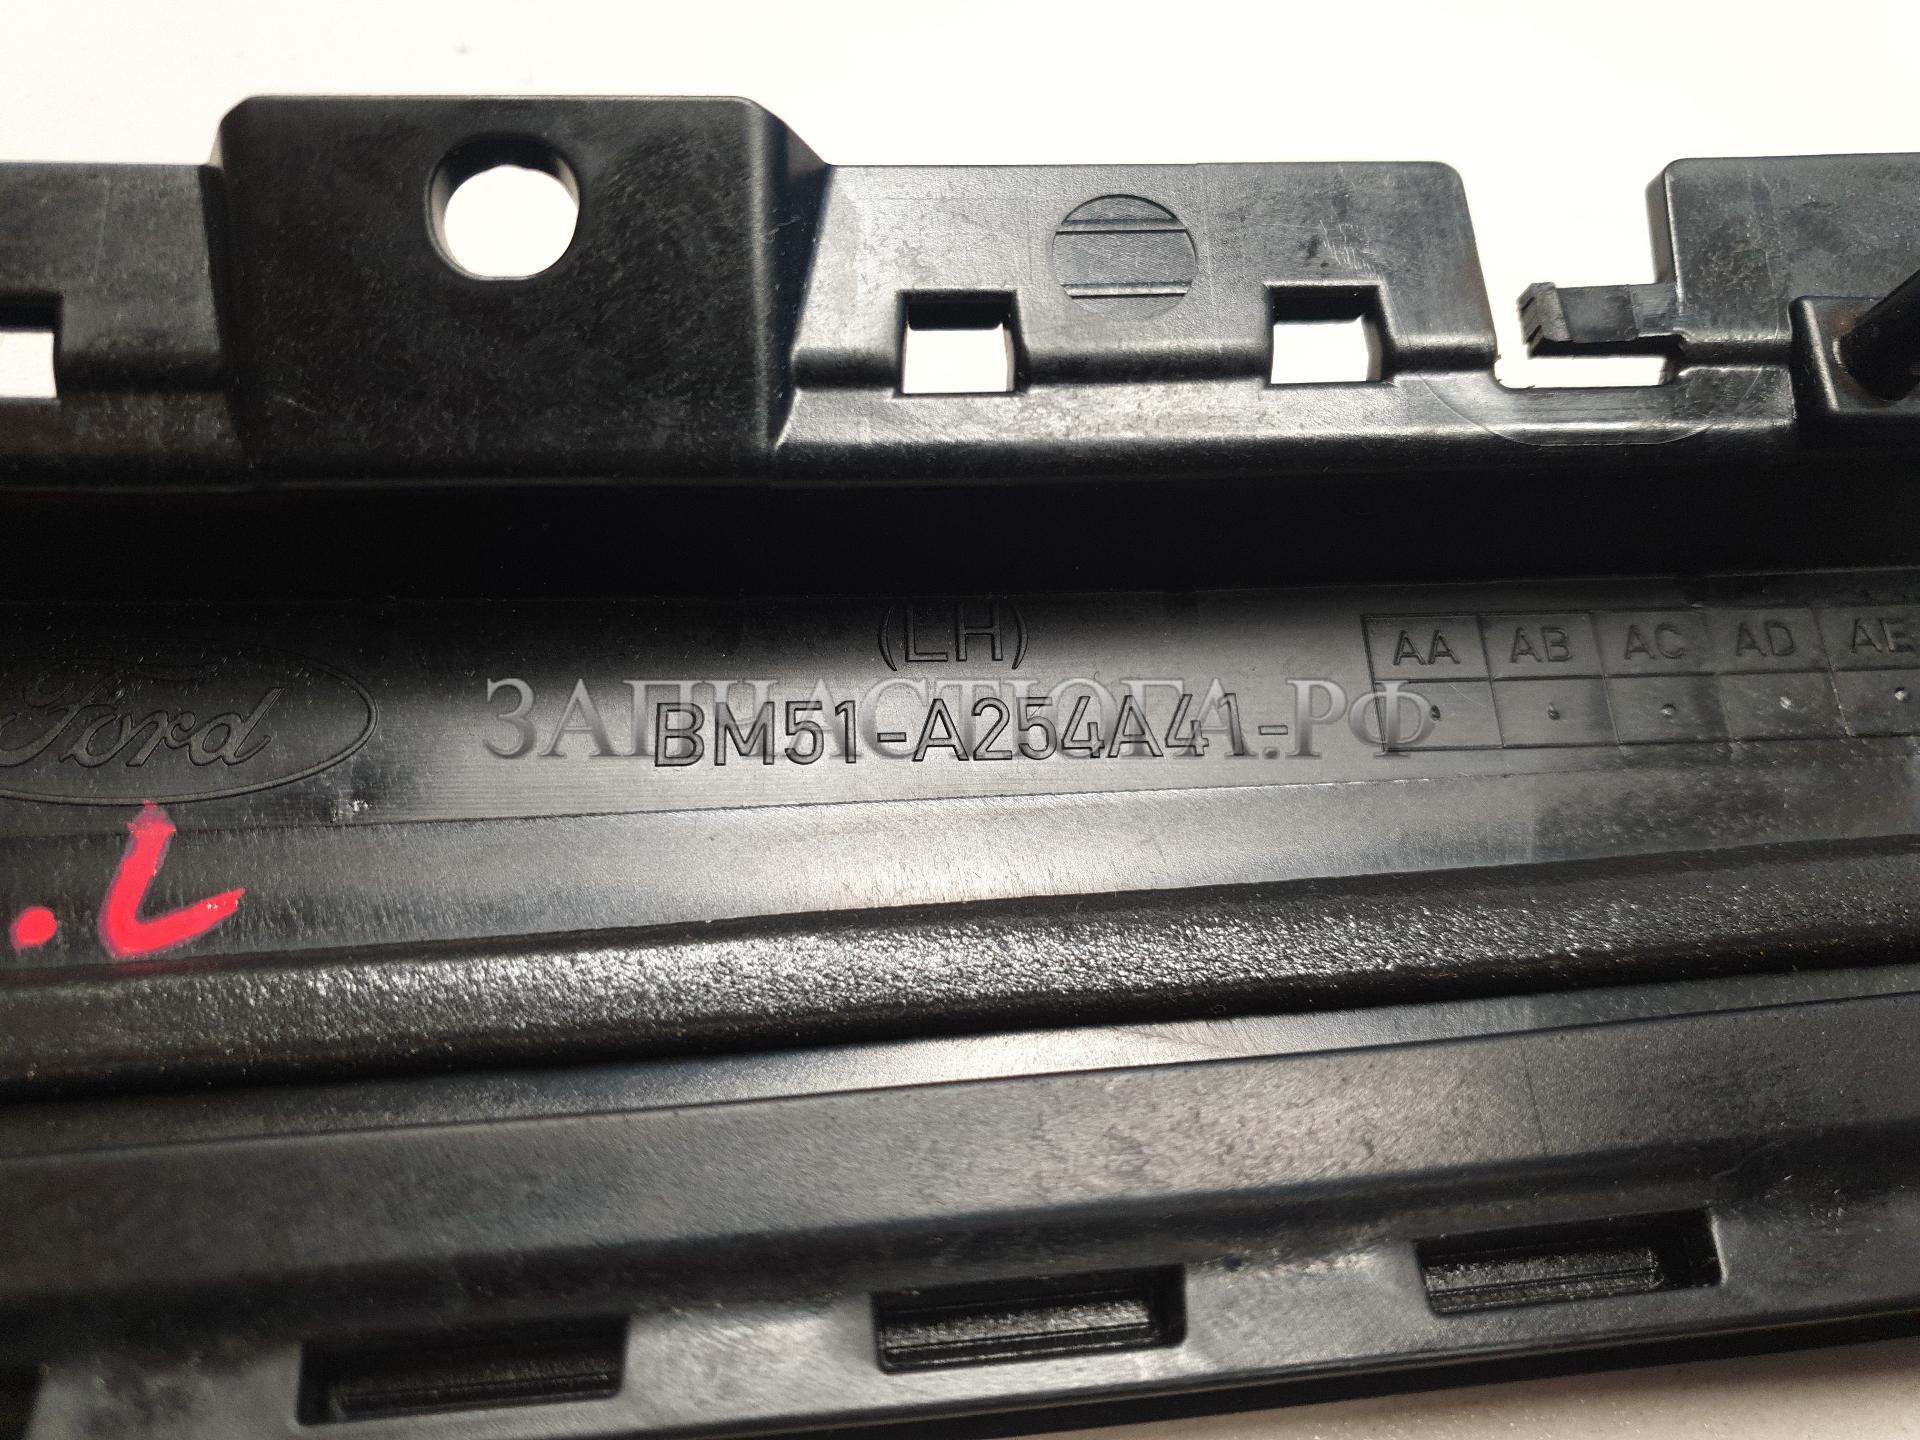 (LH)
AA AB AC AD AE
Ford
BM51-A254A41-
ЗАПЧАСТЮГА.РФ
.L